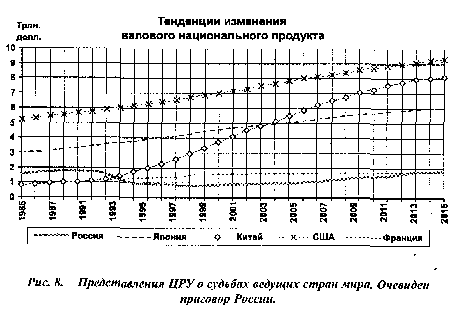 Тенденции изменения
валового национального продукта
Трлн.
долл.
10
9
8
7
6
5
4
3
2
1
0
1985 1987 1991 1993 1995 1997 1999 2001 2003 2005 2007 2009 2011 2013 2015
Россия Япония Китай США Франция
Рис. 8. Представления ЦРУ о судьбах ведущих стран мира. Очевиден
приговор России.